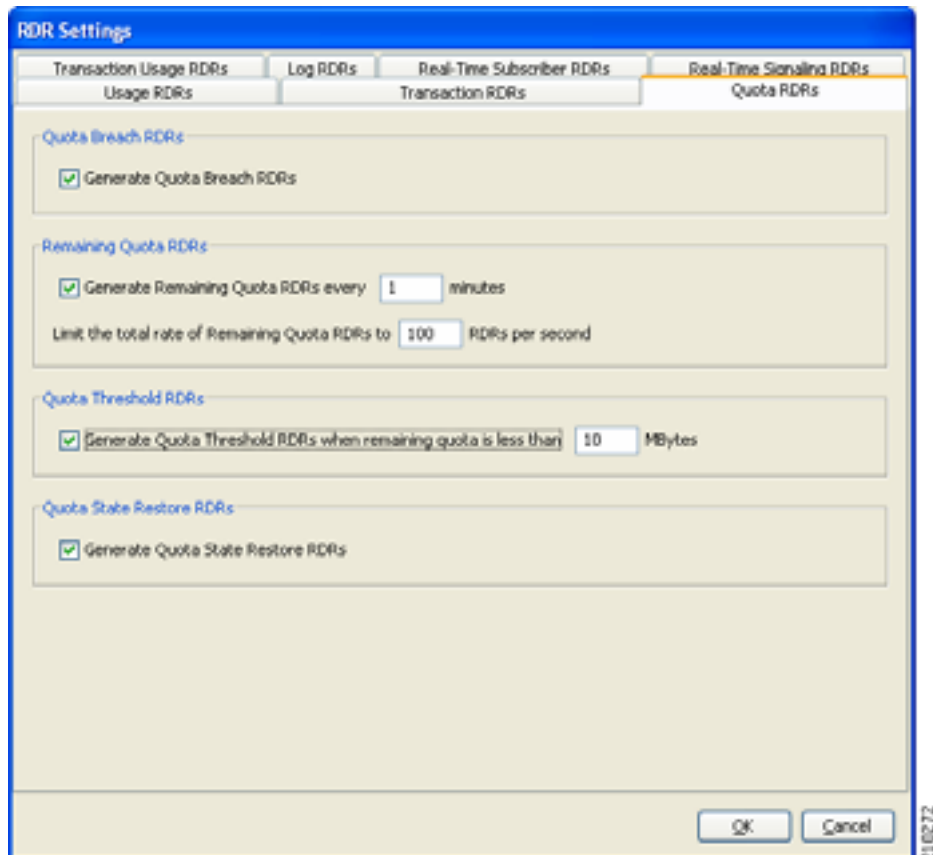 RDR Settings
Transaction Usage RDRs Log RDRs Real-Time Subscriber RDRs Real-Time Signaling RDRs
Usage RDRs Transaction RDRs Quota RDRs
Quota Breach RDRs
Generate Quota Breach RDRs
Remaining Quota RDRs
Generate Remaining Quota RDRs every 1 minutes
Limit the total rate of Remaining Quota RDRs to 100 RDRs per second
Quota Threshold RDRs
Generate Quota Threshold RDRs when remaining quota is less than 10 MBytes
Quota State Restore RDRs
Generate Quota State Restore RDRs
OK Cancel
210272